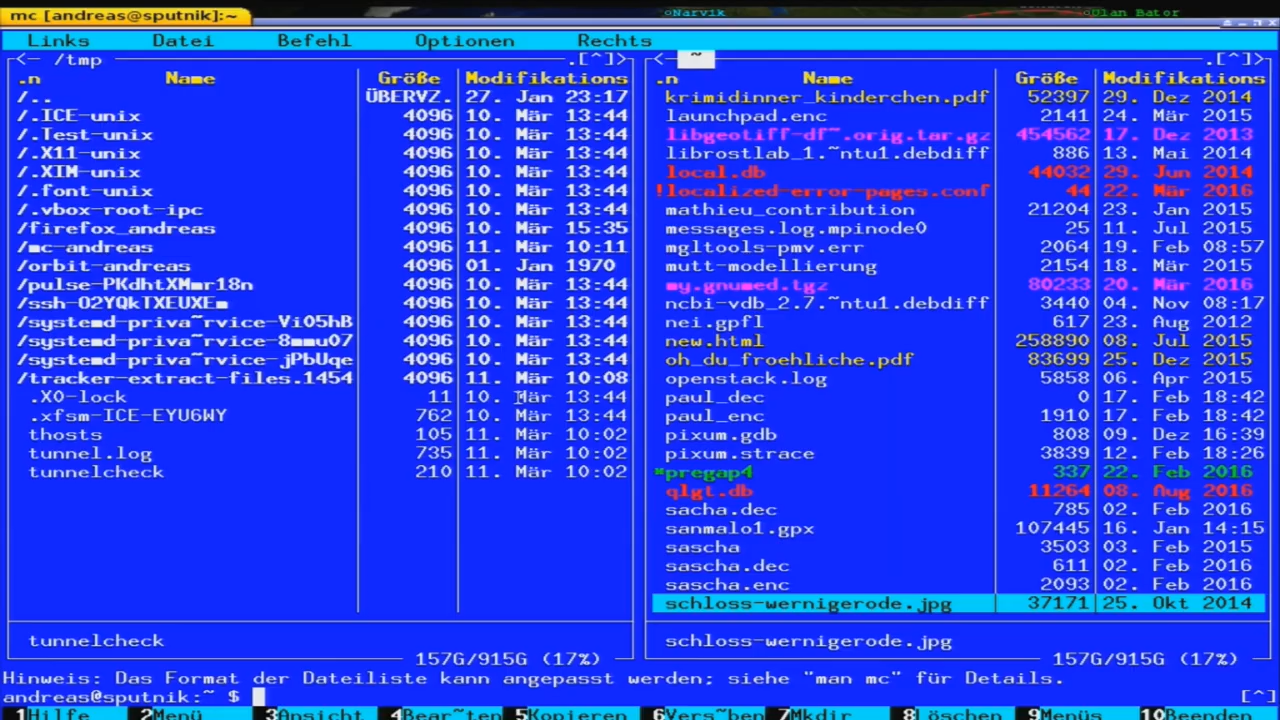 Narvik Ulan Bator
mc [andreas@sputnik]:~
Links Datei Befehl Optionen Rechts
<─ /tmp .[^]>
.n Name Größe Modifikations
/.. ÜBERVZ. 27. Jan 23:17
/.ICE-unix 4096 10. Mär 13:44
/.Test-unix 4096 10. Mär 13:44
/.X11-unix 4096 10. Mär 13:44
/.XIM-unix 4096 10. Mär 13:44
/.font-unix 4096 10. Mär 13:44
/.vbox-root-ipc 4096 10. Mär 13:44
/firefox_andreas 4096 10. Mär 15:35
/mc-andreas 4096 11. Mär 10:11
/orbit-andreas 4096 01. Jan 1970
/pulse-PKdhtXMmr18n 4096 10. Mär 13:44
/ssh-O2YQkTXEUXEm 4096 10. Mär 13:44
/systemd-priva~rvice-Vi05hB 4096 10. Mär 13:44
/systemd-priva~rvice-8mmu07 4096 10. Mär 13:44
/systemd-priva~rvice-jPbUqe 4096 10. Mär 13:44
/tracker-extract-files.1454 4096 11. Mär 10:08
.X0-lock 11 10. Mär 13:44
.xfsm-ICE-EYU6WY 762 10. Mär 13:44
thosts 105 11. Mär 10:02
tunnel.log 735 11. Mär 10:02
tunnelcheck 210 11. Mär 10:02
tunnelcheck
157G/915G (17%)
<─ ~ .[^]>
.n Name Größe Modifikations
krimidinner_kinderchen.pdf 52397 29. Dez 2014
launchpad.enc 2141 24. Mär 2015
libgeotiff-df~.orig.tar.gz 454562 17. Dez 2013
librostlab_1.~ntu1.debdiff 886 13. Mai 2014
local.db 44032 29. Jun 2014
!localized-error-pages.conf 44 22. Mär 2016
mathieu_contribution 21204 23. Jan 2015
messages.log.mpinode0 25 11. Jul 2015
mgltools-pmv.err 2064 19. Feb 08:57
mutt-modellierung 2154 18. Mär 2015
my.gnumed.tgz 80233 20. Mär 2016
ncbi-vdb_2.7.~ntu1.debdiff 3440 04. Nov 08:17
nei.gpfl 617 23. Aug 2012
new.html 258890 08. Jul 2015
oh_du_froehliche.pdf 83699 25. Dez 2015
openstack.log 5858 06. Apr 2015
paul_dec 0 17. Feb 18:42
paul_enc 1910 17. Feb 18:42
pixum.gdb 808 09. Dez 16:39
pixum.strace 3839 12. Feb 18:26
*pregap4 337 22. Feb 2016
qlgt.db 11264 08. Aug 2016
sacha.dec 785 02. Feb 2016
sanmalo1.gpx 107445 16. Jan 14:15
sascha 3503 03. Feb 2015
sascha.dec 611 02. Feb 2016
sascha.enc 2093 02. Feb 2016
schloss-wernigerode.jpg 37171 25. Okt 2014
schloss-wernigerode.jpg
157G/915G (17%)
Hinweis: Das Format der Dateiliste kann angepasst werden; siehe "man mc" für Details.
andreas@sputnik:~ $ [^]
1Hilfe 2Menü 3Ansicht 4Bear~ten 5Kopieren 6Vers~ben 7Mkdir 8Löschen 9Menüs 10Beenden